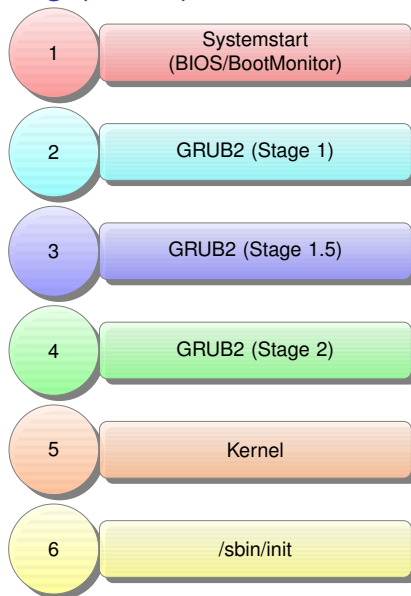 1
Systemstart
(BIOS/BootMonitor)
2
GRUB2 (Stage 1)
3
GRUB2 (Stage 1.5)
4
GRUB2 (Stage 2)
5
Kernel
6
/sbin/init